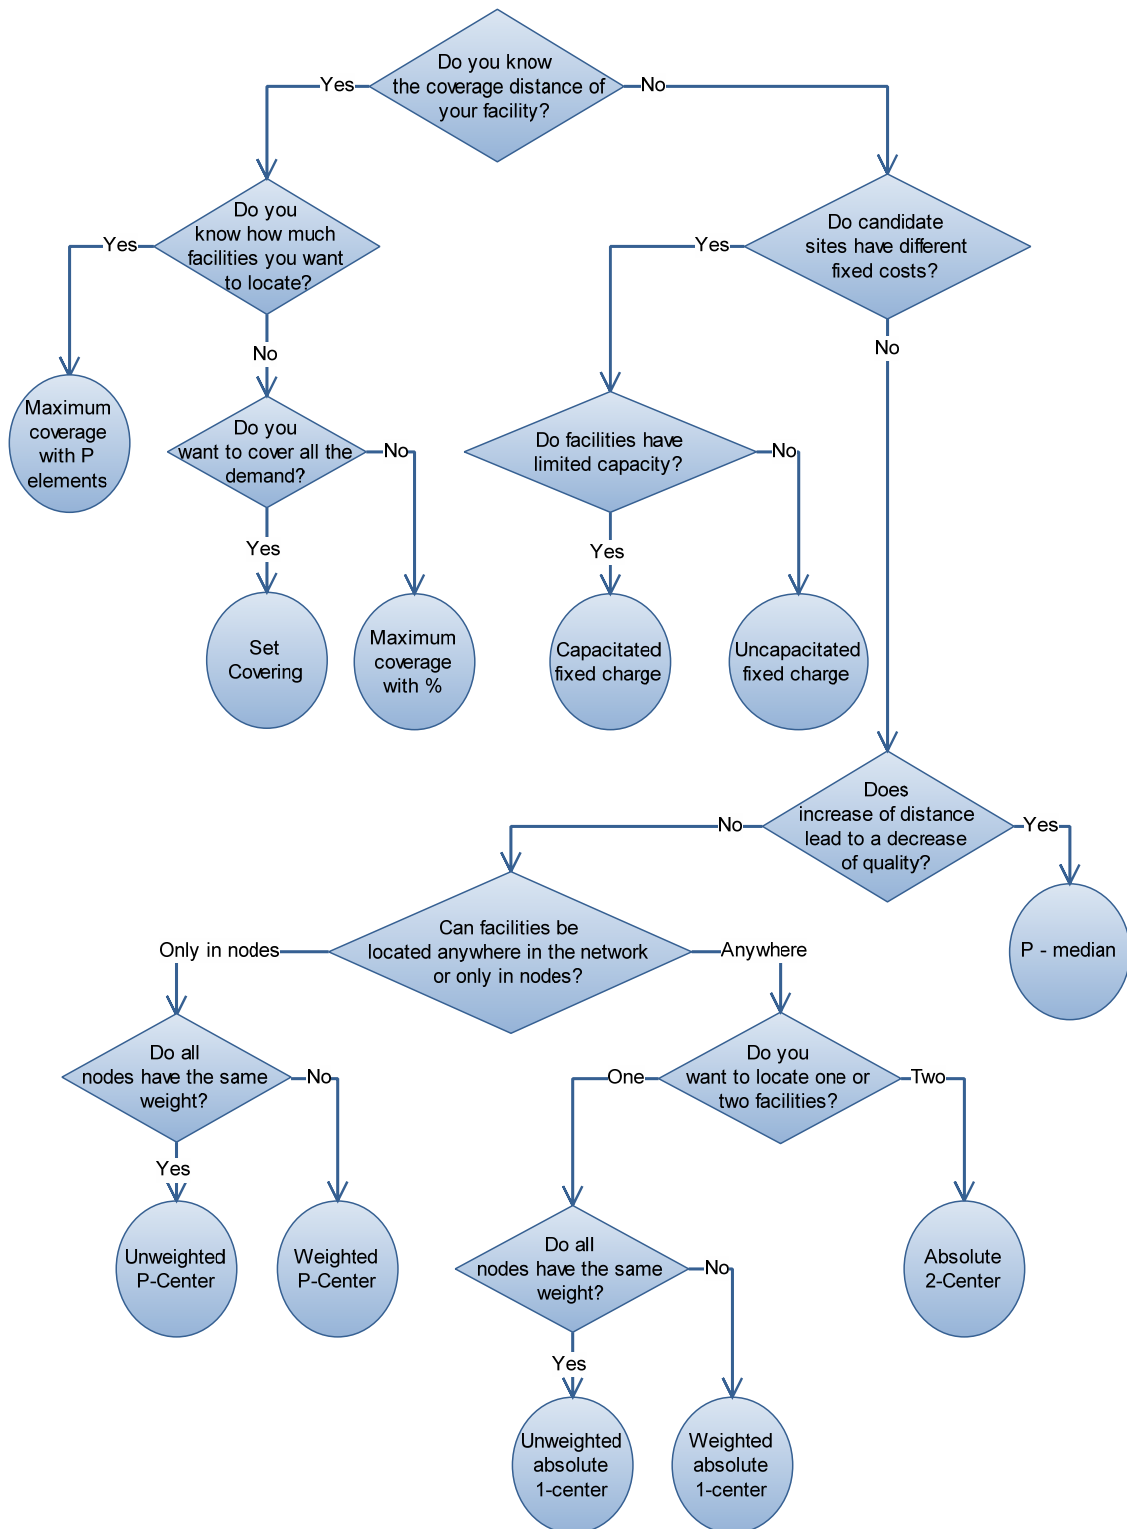 Do you know
the coverage distance of
your facility?
Yes
No
Do you
know how much
facilities you want
to locate?
Do candidate
sites have different
fixed costs?
Yes
Yes
No
No
Maximum
coverage
with P
elements
Do you
want to cover all the
demand?
No
Do facilities have
limited capacity?
No
Yes
Yes
Set
Covering
Maximum
coverage
with %
Capacitated
fixed charge
Uncapacitated
fixed charge
Does
increase of distance
lead to a decrease
of quality?
No
Yes
Can facilities be
located anywhere in the network
or only in nodes?
Only in nodes
Anywhere
P - median
Do all
nodes have the same
weight?
No
Do you
want to locate one or
two facilities?
One
Two
Yes
Unweighted
P-Center
Weighted
P-Center
Do all
nodes have the same
weight?
No
Absolute
2-Center
Yes
Unweighted
absolute
1-center
Weighted
absolute
1-center